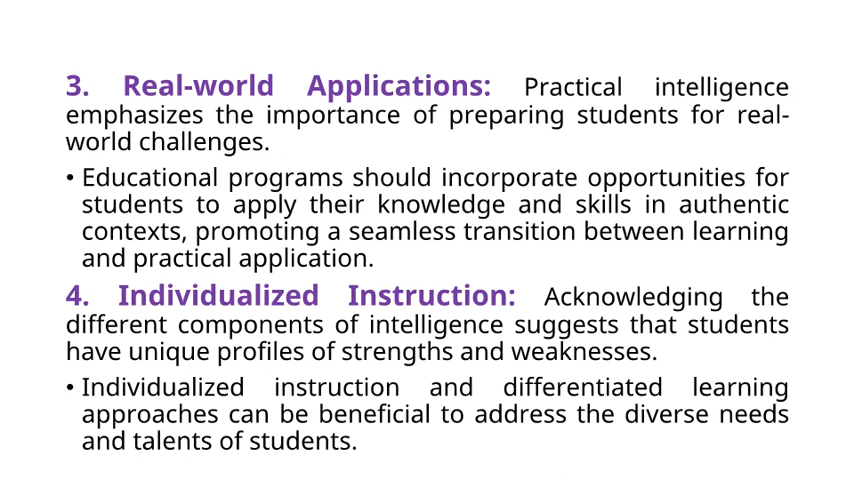 3. Real-world Applications: Practical intelligence
emphasizes the importance of preparing students for real-
world challenges.
• Educational programs should incorporate opportunities for
students to apply their knowledge and skills in authentic
contexts, promoting a seamless transition between learning
and practical application.
4. Individualized Instruction: Acknowledging the
different components of intelligence suggests that students
have unique profiles of strengths and weaknesses.
• Individualized instruction and differentiated learning
approaches can be beneficial to address the diverse needs
and talents of students.